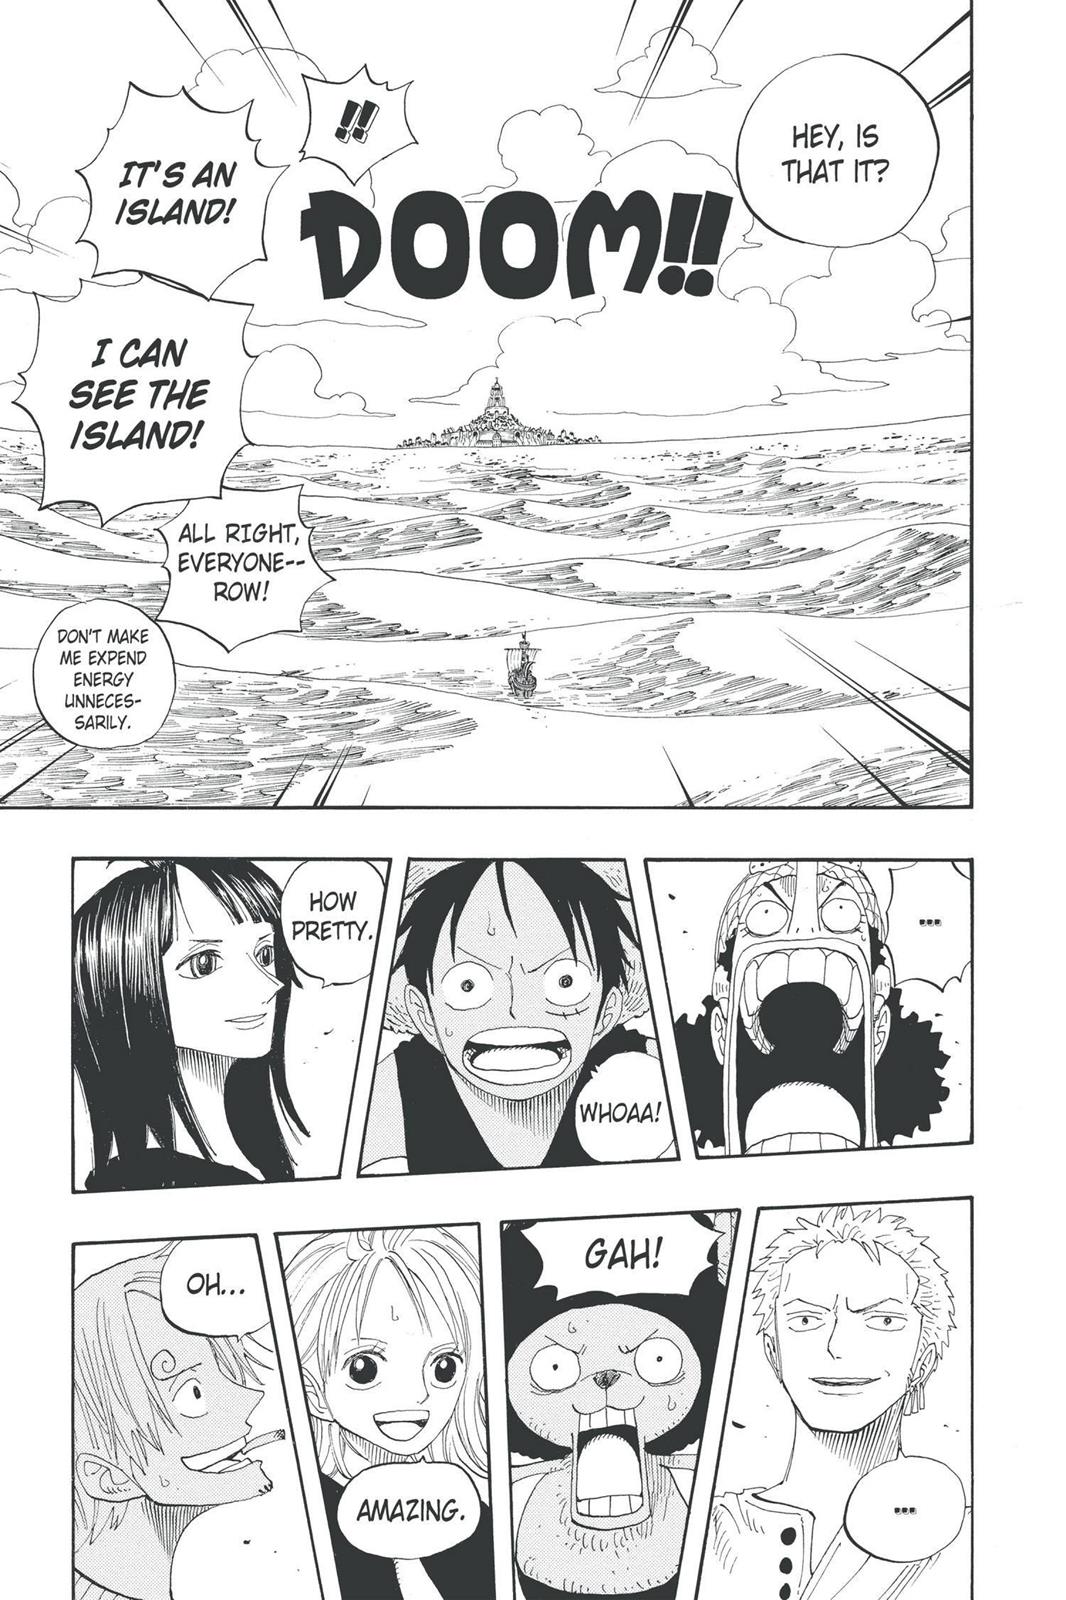 HEY, IS
THAT IT?
!!
DOOM!!
IT'S AN
ISLAND!
I CAN
SEE THE
ISLAND!
ALL RIGHT,
EVERYONE--
ROW!
DON'T MAKE
ME EXPEND
ENERGY
UNNECES-
SARILY.
...
WHOAA!
HOW
PRETTY.
...
GAH!
AMAZING.
OH...